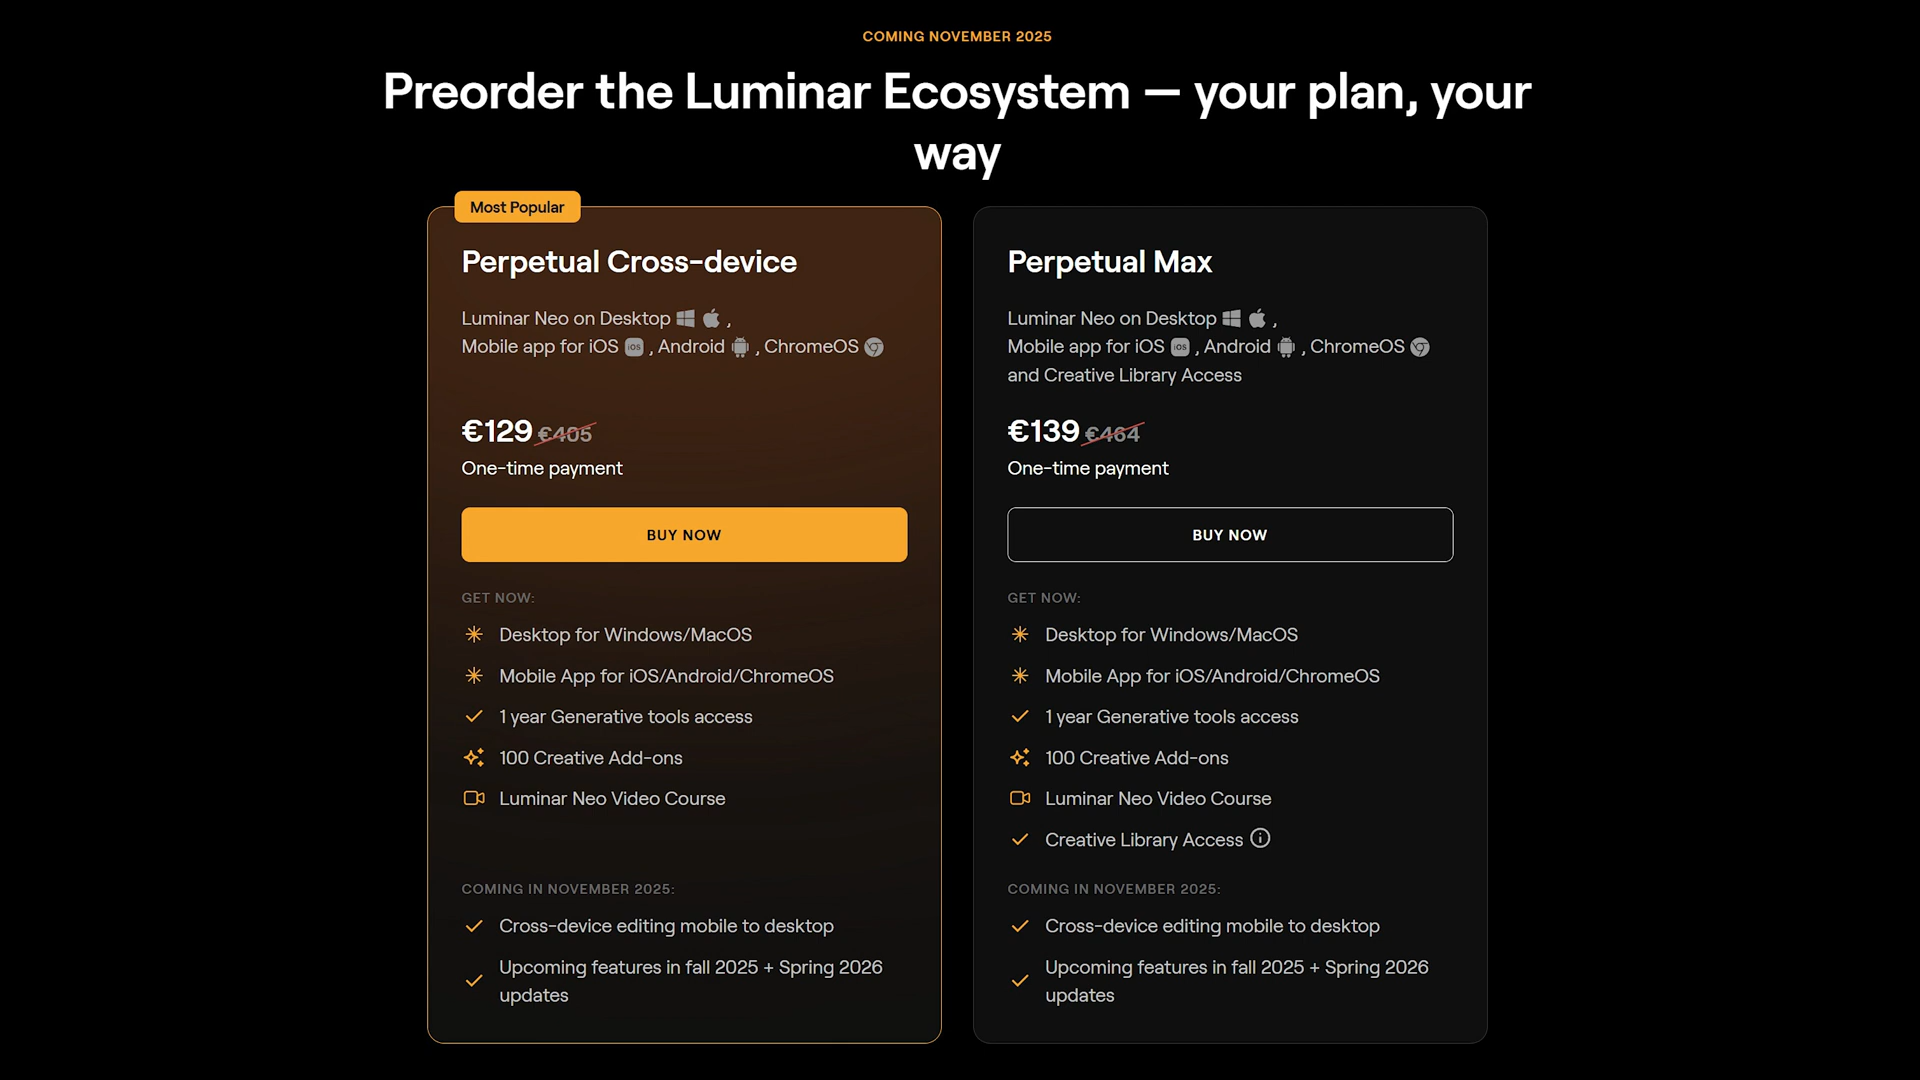 COMING NOVEMBER 2025
Preorder the Luminar Ecosystem — your plan, your
way
Most Popular
Perpetual Cross-device
Luminar Neo on Desktop ,
Mobile app for iOS iOS , Android , ChromeOS
€129 €405
One-time payment
BUY NOW
GET NOW:
Desktop for Windows/MacOS
Mobile App for iOS/Android/ChromeOS
1 year Generative tools access
100 Creative Add-ons
Luminar Neo Video Course
COMING IN NOVEMBER 2025:
Cross-device editing mobile to desktop
Upcoming features in fall 2025 + Spring 2026
updates
Perpetual Max
Luminar Neo on Desktop ,
Mobile app for iOS iOS , Android , ChromeOS
and Creative Library Access
€139 €464
One-time payment
BUY NOW
GET NOW:
Desktop for Windows/MacOS
Mobile App for iOS/Android/ChromeOS
1 year Generative tools access
100 Creative Add-ons
Luminar Neo Video Course
Creative Library Access
COMING IN NOVEMBER 2025:
Cross-device editing mobile to desktop
Upcoming features in fall 2025 + Spring 2026
updates